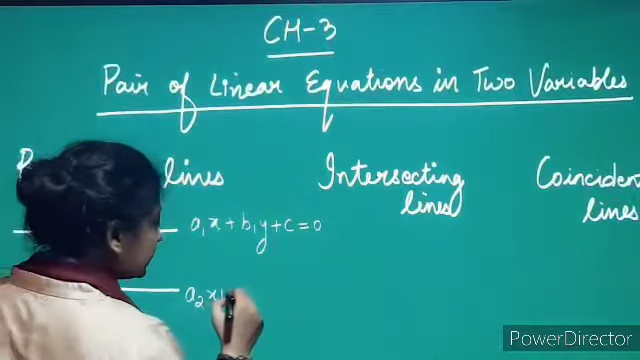 CH-3
Pair of Linear Equations in Two Variables
lines
Intersecting
lines
Coinciden
lines
a₁x + b₁y + c = 0
a₂x
PowerDirector